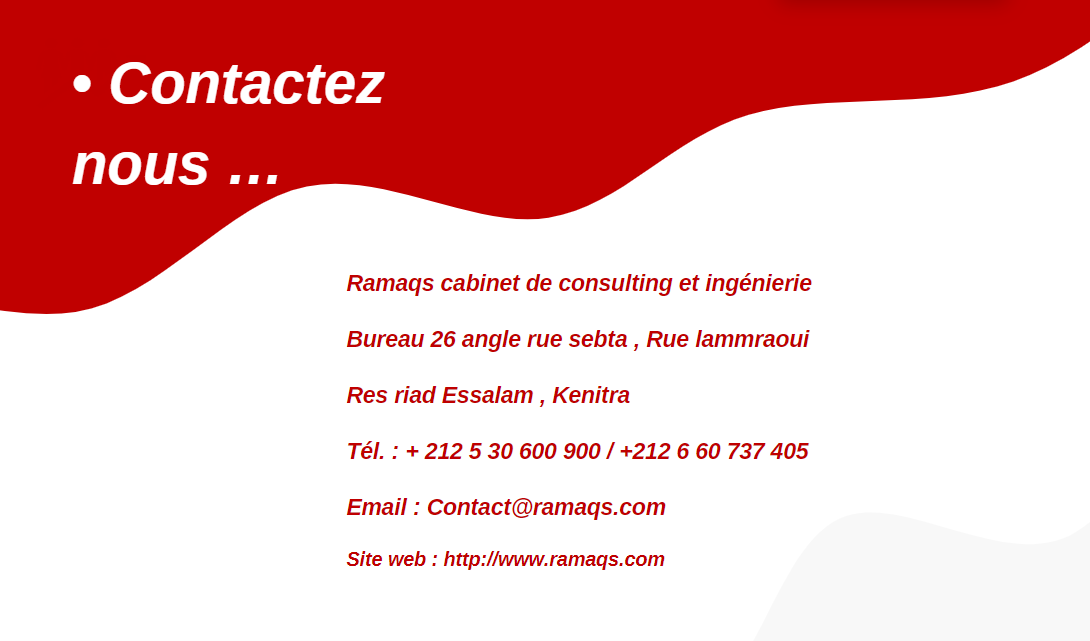 • Contactez
nous …
Ramaqs cabinet de consulting et ingénierie
Bureau 26 angle rue sebta , Rue lammraoui
Res riad Essalam , Kenitra
Tél. : + 212 5 30 600 900 / +212 6 60 737 405
Email : Contact@ramaqs.com
Site web : http://www.ramaqs.com